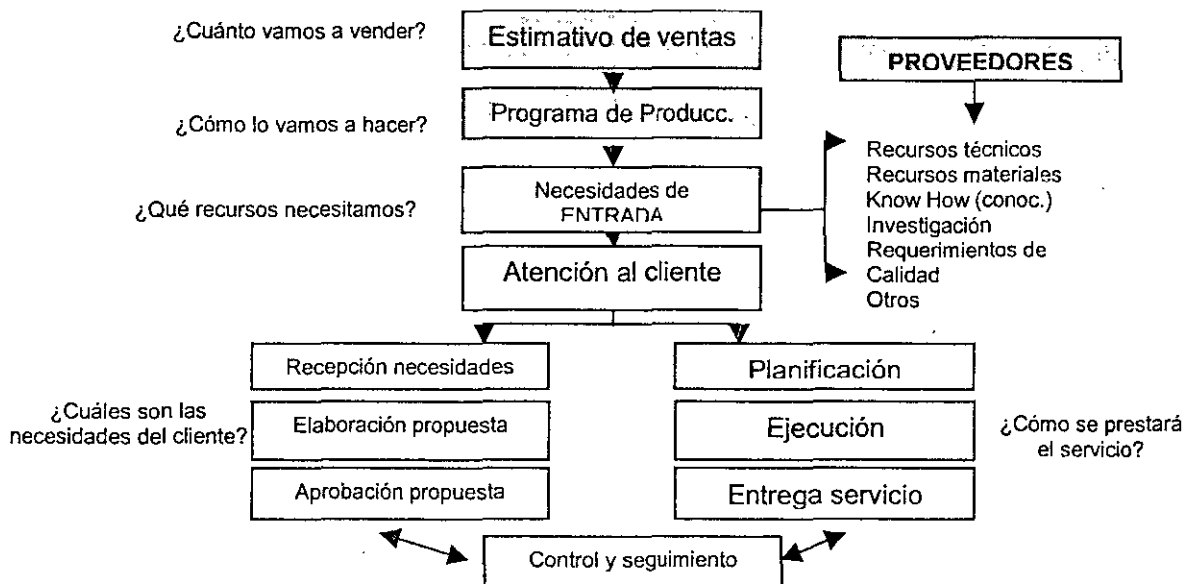 ¿Cuánto vamos a vender?
Estimativo de ventas
PROVEEDORES
¿Cómo lo vamos a hacer?
Programa de Producc.
¿Qué recursos necesitamos?
Necesidades de
ENTRADA
Recursos técnicos
Recursos materiales
Know How (conoc.)
Investigación
Requerimientos de
Calidad
Otros
Atención al cliente
Recepción necesidades
Planificación
¿Cuáles son las
necesidades del cliente?
Elaboración propuesta
Ejecución
¿Cómo se prestará
el servicio?
Aprobación propuesta
Entrega servicio
Control y seguimiento